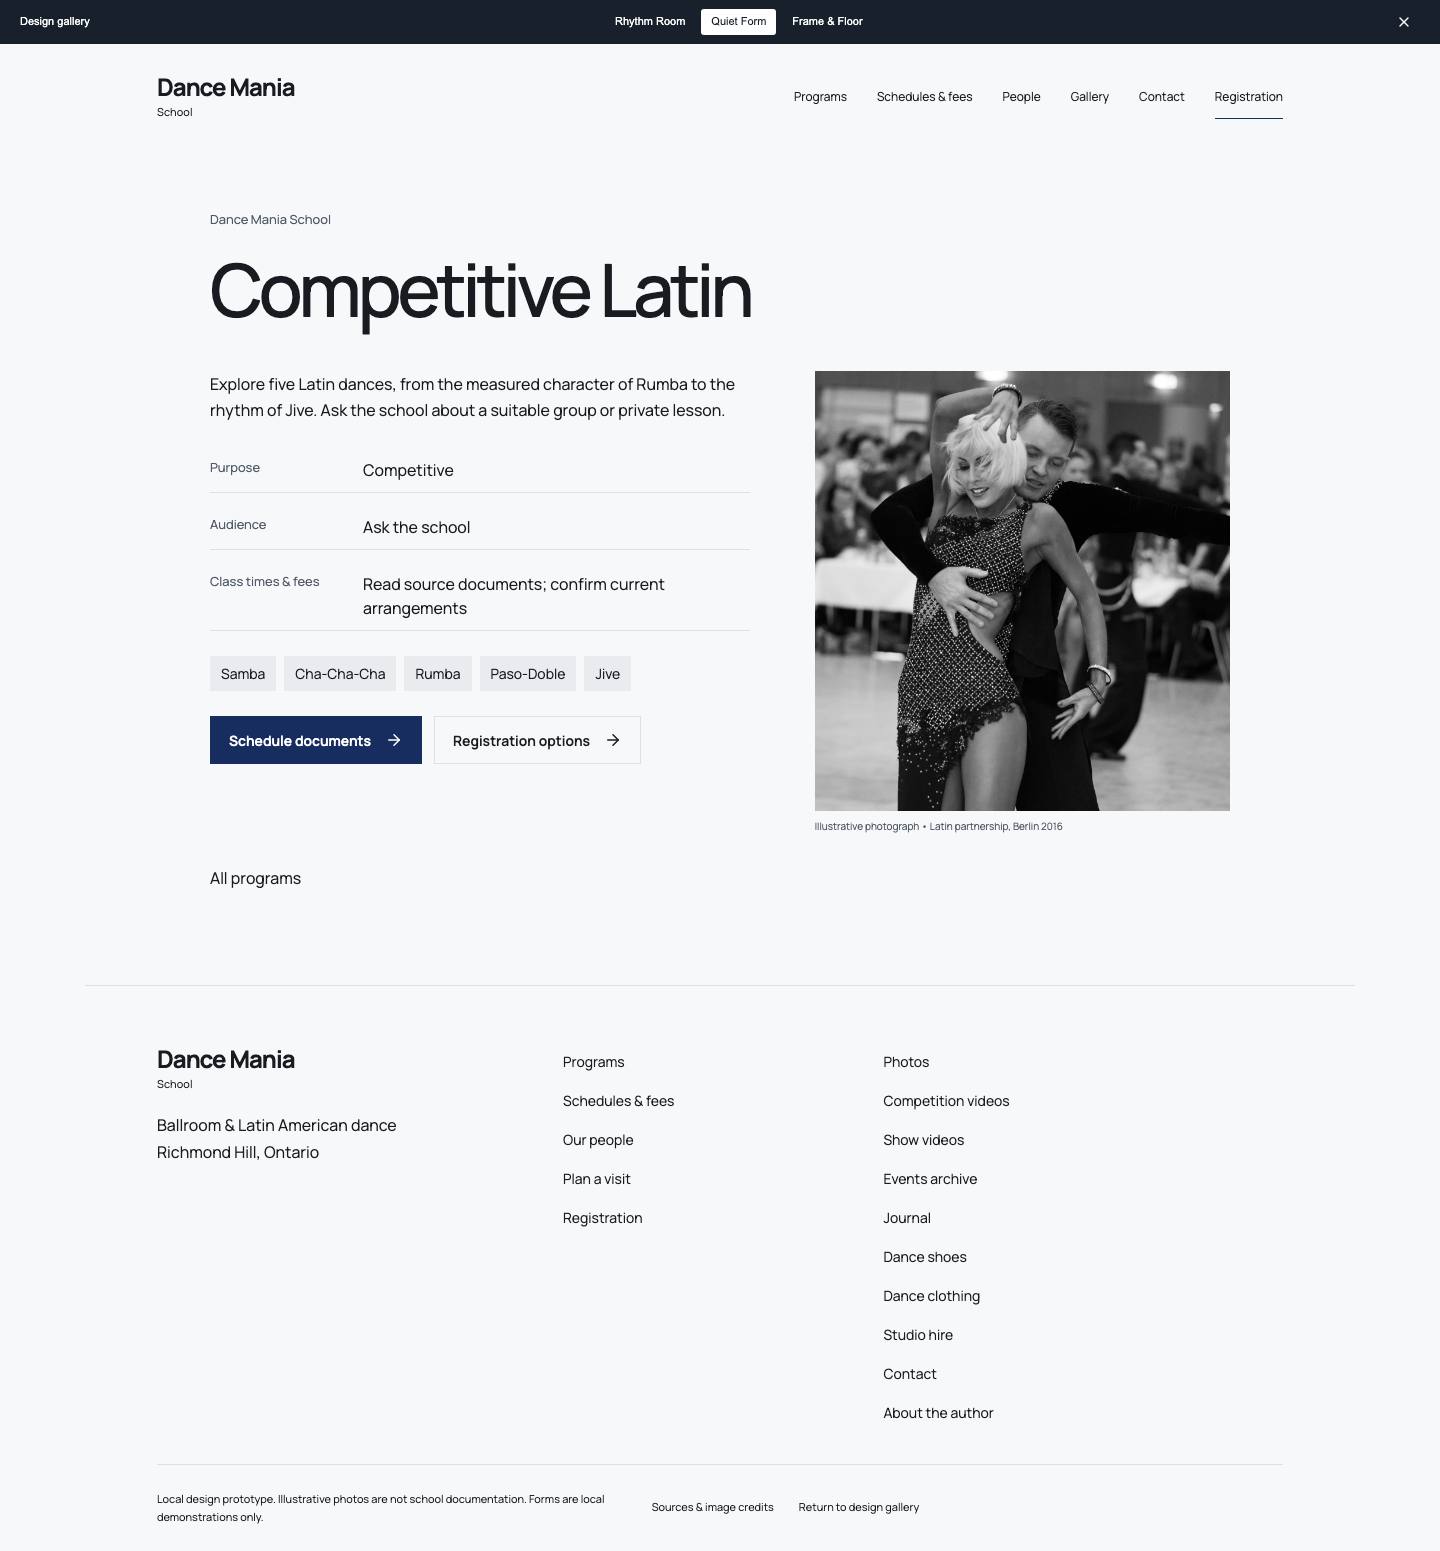 Design gallery
Rhythm Room
Quiet Form
Frame & Floor
Dance Mania
School
Programs
Schedules & fees
People
Gallery
Contact
Registration
Dance Mania School
Competitive Latin
Explore five Latin dances, from the measured character of Rumba to the
rhythm of Jive. Ask the school about a suitable group or private lesson.
Purpose
Competitive
Audience
Ask the school
Class times & fees
Read source documents; confirm current
arrangements
Samba
Cha-Cha-Cha
Rumba
Paso-Doble
Jive
Schedule documents
Registration options
Illustrative photograph • Latin partnership, Berlin 2016
All programs
Dance Mania
School
Ballroom & Latin American dance
Richmond Hill, Ontario
Programs
Schedules & fees
Our people
Plan a visit
Registration
Photos
Competition videos
Show videos
Events archive
Journal
Dance shoes
Dance clothing
Studio hire
Contact
About the author
Local design prototype. Illustrative photos are not school documentation. Forms are local
demonstrations only.
Sources & image credits
Return to design gallery